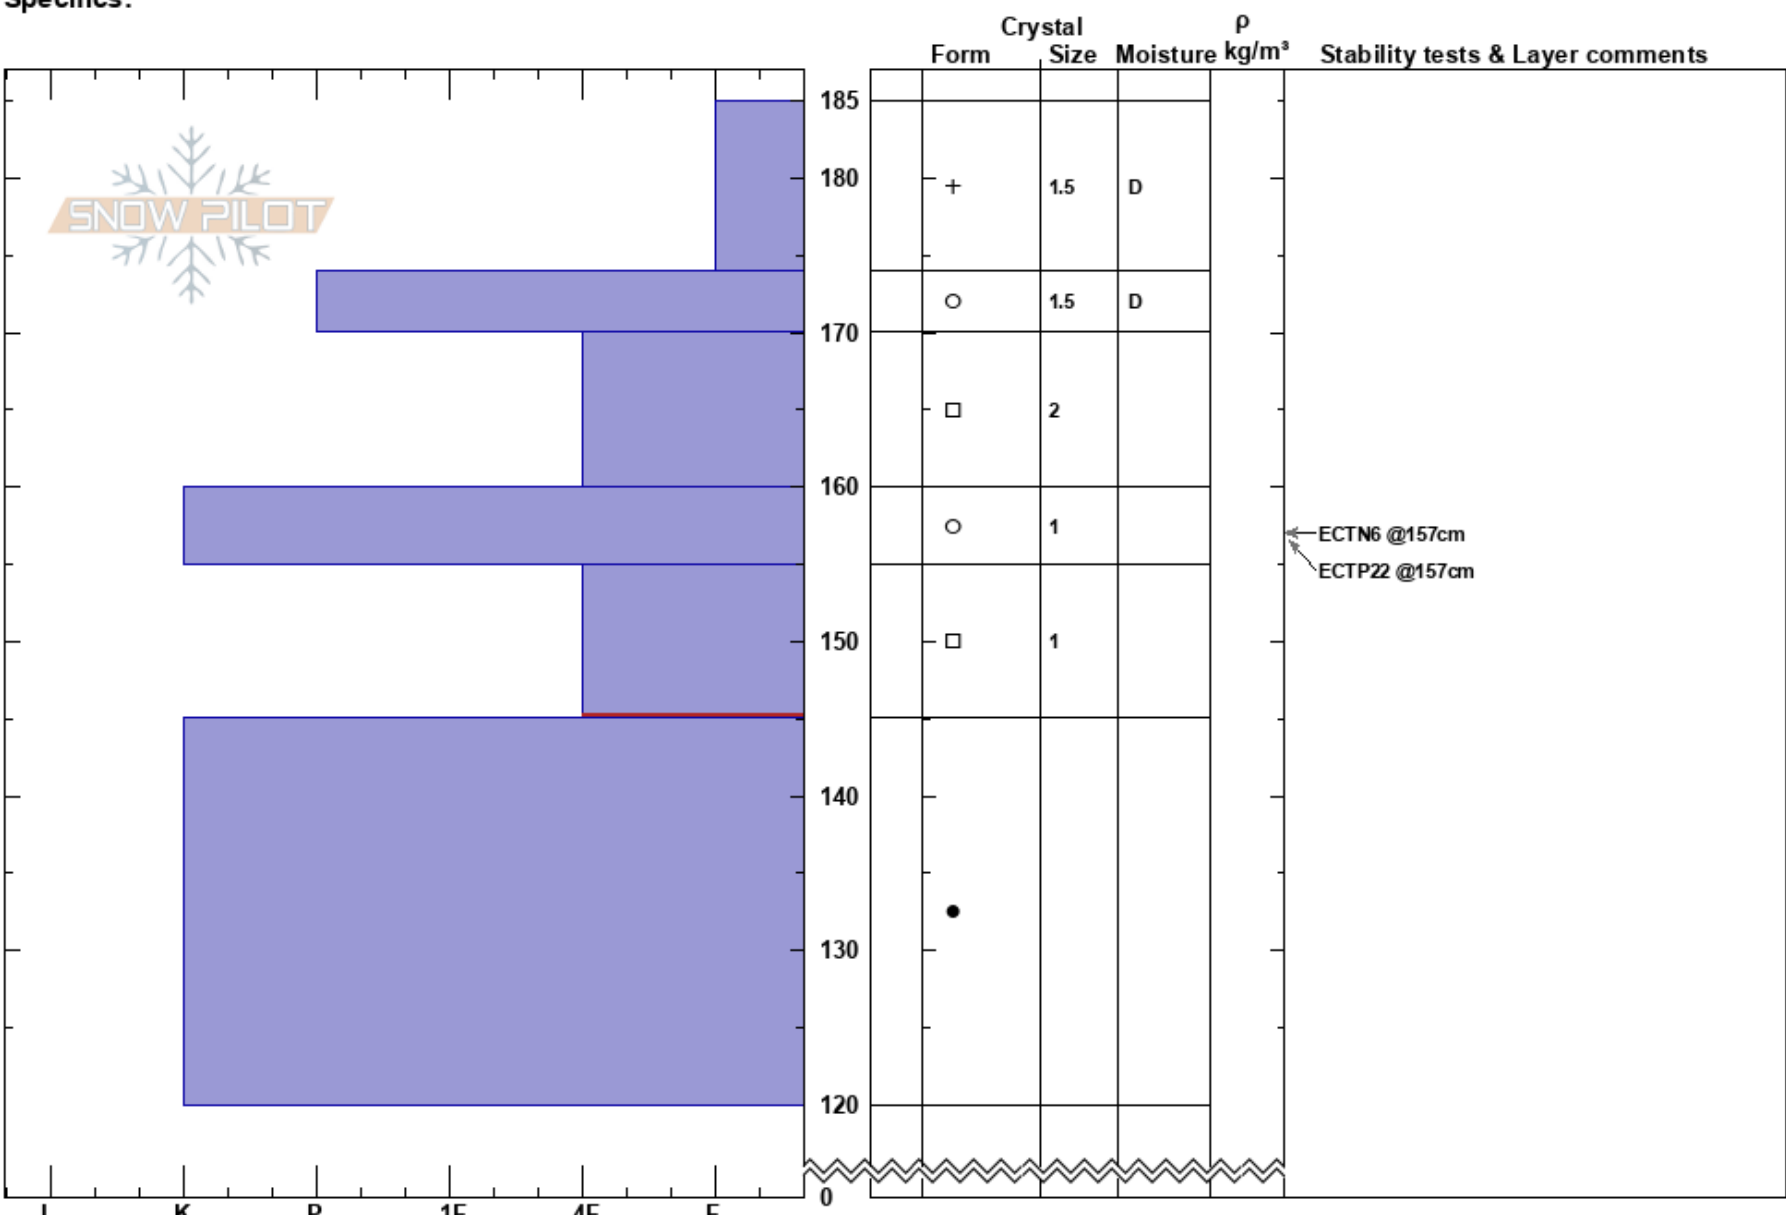 Specifics:
Crystal ρ
Form Size Moisture kg/m³ Stability tests & Layer comments
185
180 + 1.5 D
SNOW PILOT
1.5 D
170
2
160
1
ECTN6 @157cm
ECTP22 @157cm
150 1
140
130
120
0
I K P 1F 4F F